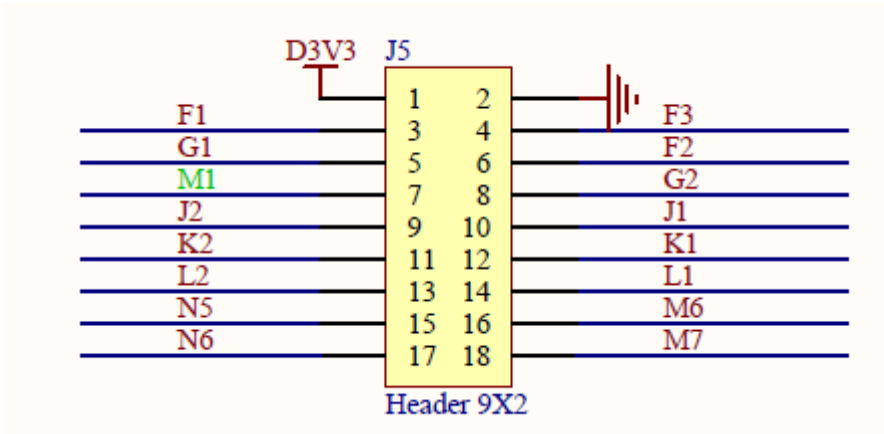 D3V3 J5
1 2
F1 3 4 F3
G1 5 6 F2
M1 7 8 G2
J2 9 10 J1
K2 11 12 K1
L2 13 14 L1
N5 15 16 M6
N6 17 18 M7
Header 9X2